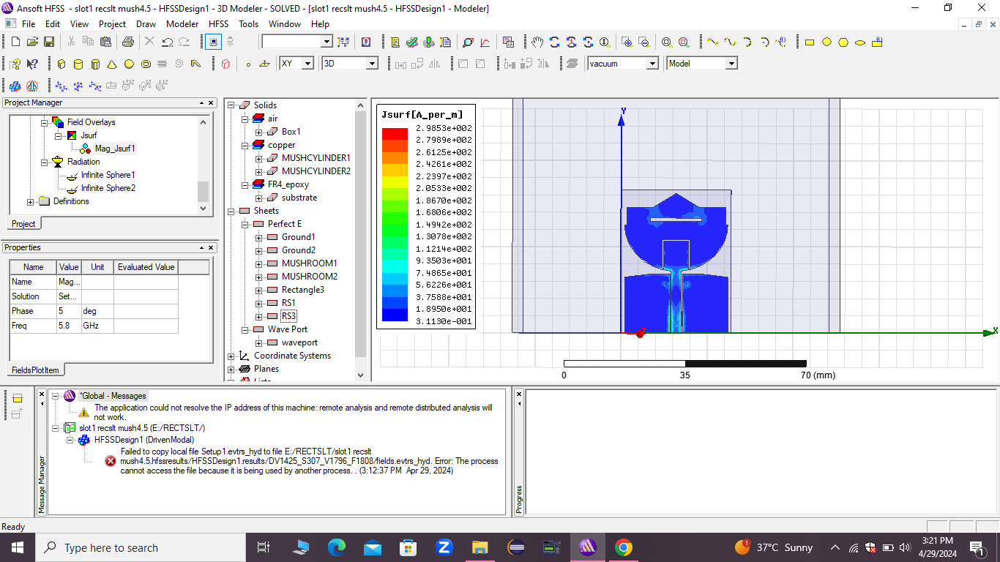 Ansoft HFSS - slot1 recslt mush4.5 - HFSSDesign1 - 3D Modeler - SOLVED - [slot1 recslt mush4.5 - HFSSDesign1 - Modeler]
File Edit View Project Draw Modeler HFSS Tools Window Help
XY 3D vacuum Model
Project Manager
Field Overlays
Jsurf
Mag_Jsurf1
Radiation
Infinite Sphere1
Infinite Sphere2
Definitions
Project
Properties
Name Value Unit Evaluated Value
Name Mag...
Solution Set...
Phase 5 deg
Freq 5.8 GHz
FieldsPlotItem
Solids
air
Box1
copper
MUSHCYLINDER1
MUSHCYLINDER2
FR4_epoxy
substrate
Sheets
Perfect E
Ground1
Ground2
MUSHROOM1
MUSHROOM2
Rectangle3
RS1
RS3
Wave Port
waveport
Coordinate Systems
Planes
Lists
Jsurf[A_per_m]
2.9853e+002
2.7989e+002
2.6125e+002
2.4261e+002
2.2397e+002
2.0533e+002
1.8670e+002
1.6806e+002
1.4942e+002
1.3078e+002
1.1214e+002
9.3503e+001
7.4865e+001
5.6226e+001
3.7588e+001
1.8950e+001
3.1130e-001
Y
X
0 35 70 (mm)
*Global - Messages
The application could not resolve the IP address of this machine: remote analysis and remote distributed analysis will
not work.
slot1 recslt mush4.5 (E:/RECTSLT/)
HFSSDesign1 (DrivenModal)
Failed to copy local file Setup1.evtrs_hyd to file E:/RECTSLT/slot1 recslt
mush4.5.hfssresults/HFSSDesign1.results/DV1425_S307_V1796_F1808/fields.evtrs_hyd. Error: The process
cannot access the file because it is being used by another process. . (3:12:37 PM Apr 29, 2024)
Message Manager
Progress
Ready
Type here to search
37°C Sunny
3:21 PM
4/29/2024
1